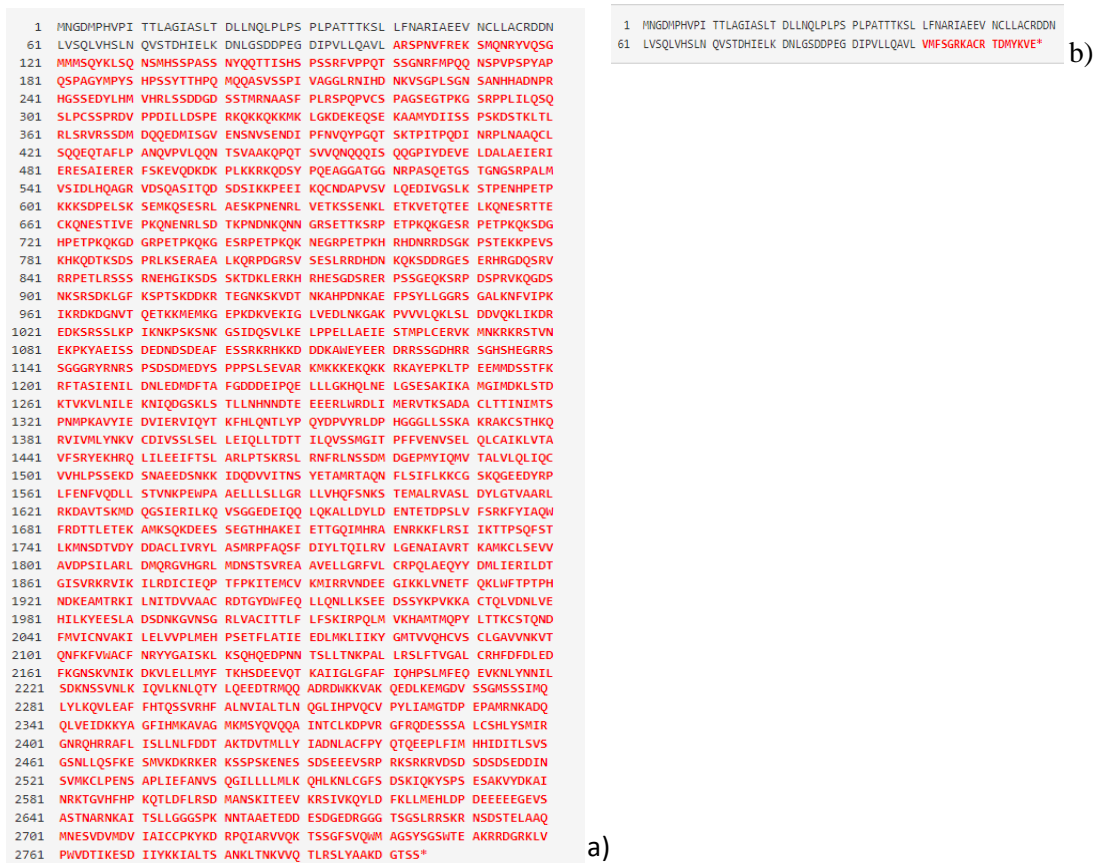 1 MNGDMPHVPI TTLAGIASLT DLLNQLPLPS PLPATTTKSL LFNARIAEEV NCLLACRDDN
61 LVSQLVHSLN QVSTDHIELK DNLGSDDPEG DIPVLLQAVL ARSPNVFREK SMQNRYVQSG
121 MMMSQYKLSQ NSMHSSPASS NYQQTTISHS PSSRFVPPQT SSGNRFMPQQ NSPVPSPYAP
181 QSPAGYMPYS HPSSYTTHPQ MQQASVSSPI VAGGLRNIHD NKVSGPLSGN SANHHADNPR
241 HGSSEDYLHM VHRLSSDDGD SSTMRNAASF PLRSPQPVCS PAGSEGTPKG SRPPLILQSQ
301 SLPCSSPRDV PPDILLDSPE RKQKKQKKMK LGKDEKEQSE KAAMYDIISS PSKDSTKLTL
361 RLSRVRSSDM DQQEDMISGV ENSNVSENDI PFNVQYPGQT SKTPITPQDI NRPLNAAQCL
421 SQQEQTAFLP ANQVPVLQQN TSVAAKQPQT SVVQNQQQIS QQGPIYDEVE LDALAEIERI
481 ERESAIERER FSKEVQDKDK PLKKRKQDSY PQEAGGATGG NRPASQETGS TGNGSRPALM
541 VSIDLHQAGR VDSQASITQD SDSIKKPEEI KQCNDAPVSV LQEDIVGSLK STPENHPETP
601 KKKSDPELSK SEMKQSESRL AESKPNENRL VETKSSENKL ETKVETQTEE LKQNESRTTE
661 CKQNESTIVE PKQNENRLSD TKPNDNKQNN GRSETTKSRP ETPKQKGESR PETPKQKSDG
721 HPETPKQKGD GRPETPKQKG ESRPETPKQK NEGRPETPKH RHDNRRDSGK PSTEKKPEVS
781 KHKQDTKSDS PRLKSERAEA LKQRPDGRSV SESLRRDHDN KQKSDDRGES ERHRGDQSRV
841 RRPETLRSSS RNEHGIKSDS SKTDKLERKH RHESGDSRER PSSGEQKSRP DSPRVKQGDS
901 NKSRSDKLGF KSPTSKDDKR TEGNKSKVDT NKAHPDNKAE FPSYLLGGRS GALKNFVIPK
961 IKRDKDGNVT QETKKMEMKG EPKDKVEKIG LVEDLNKGAK PVVVLQKLSL DDVQKLIKDR
1021 EDKSRSSLKP IKNKPSKSNK GSIDQSVLKE LPPELLAEIE STMPLCERVK MNKRKRSTVN
1081 EKPKYAEISS DEDNDSDEAF ESSRKRHKKD DDKAWEYEER DRRSSGDHRR SGHSHEGRRS
1141 SGGGRYRNRS PSDSDMEDYS PPPSLSEVAR KMKKKEKQKK RKAYEPKLTP EEMMDSSTFK
1201 RFTASIENIL DNLEDMDFTA FGDDDEIPQE LLLGKHQLNE LGSESAKIKA MGIMDKLSTD
1261 KTVKVLNILE KNIQDGSKLS TLLNHNNDTE EEERLWRDLI MERVTKSADA CLTTINIMTS
1321 PNMPKAVYIE DVIERVIQYT KFHLQNTLYP QYDPVYRLDP HGGGLLSSKA KRAKCSTHKQ
1381 RVIVMLYNKV CDIVSSLSEL LEIQLLTDTT ILQVSSMGIT PFFVENVSEL QLCAIKLVTA
1441 VFSRYEKHRQ LILEEIFTSL ARLPTSKRSL RNFRLNSSDM DGEPMYIQMV TALVLQLIQC
1501 VVHLPSSEKD SNAEEDSNKK IDQDVVITNS YETAMRTAQN FLSIFLKKCG SKQGEEDYRP
1561 LFENFVQDLL STVNKPEWPA AELLLSLLGR LLVHQFSNKS TEMALRVASL DYLGTVAARL
1621 RKDAVTSKMD QGSIERILKQ VSGGEDEIQQ LQKALLDYLD ENTETDPSLV FSRKFYIAQW
1681 FRDTTLETEK AMKSQKDEES SEGTHHAKEI ETTGQIMHRA ENRKKFLRSI IKTTPSQFST
1741 LKMNSDTVDY DDACLIVRYL ASMRPFAQSF DIYLTQILRV LGENAIAVRT KAMKCLSEVV
1801 AVDPSILARL DMQRGVHGRL MDNSTSVREA AVELLGRFVL CRPQLAEQYY DMLIERILDT
1861 GISVRKRVIK ILRDICIEQP TFPKITEMCV KMIRRVNDEE GIKKLVNETF QKLWFTPTPH
1921 NDKEAMTRKI LNITDVVAAC RDTGYDWFEQ LLQNLLKSEE DSSYKPVKKA CTQLVDNLVE
1981 HILKYEESLA DSDNKGVNSG RLVACITTLF LFSKIRPQLM VKHAMTMQPY LTTKCSTQND
2041 FMVICNVAKI LELVVPLMEH PSETFLATIE EDLMKLIIKY GMTVVQHCVS CLGAVVNKVT
2101 QNFKFVWACF NRYYGAISKL KSQHQEDPNN TSLLTNKPAL LRSLFTVGAL CRHFDFDLED
2161 FKGNSKVNIK DKVLELLMYF TKHSDEEVQT KAIIGLGFAF IQHPSLMFEQ EVKNLYNNIL
2221 SDKNSSVNLK IQVLKNLQTY LQEEDTRMQQ ADRDWKKVAK QEDLKEMGDV SSGMSSSIMQ
2281 LYLKQVLEAF FHTQSSVRHF ALNVIALTLN QGLIHPVQCV PYLIAMGTDP EPAMRNKADQ
2341 QLVEIDKKYA GFIHMKAVAG MKMSYQVQQA INTCLKDPVR GFRQDESSSA LCSHLYSMIR
2401 GNRQHRRAFL ISLLNLFDDT AKTDVTMLLY IADNLACFPY QTQEEPLFIM HHIDITLSVS
2461 GSNLLQSFKE SMVKDKRKER KSSPSKENES SDSEEEVSRP RKSRKRVDSD SDSDSEDDIN
2521 SVMKCLPENS APLIEFANVS QGILLLLMLK QHLKNLCGFS DSKIQKYSPS ESAKVYDKAI
2581 NRKTGVHFHP KQTLDFLRSD MANSKITEEV KRSIVKQYLD FKLLMEHLDP DEEEEEGEVS
2641 ASTNARNKAI TSLLGGGSPK NNTAAETEDD ESDGEDRGGG TSGSLRRSKR NSDSTELAAQ
2701 MNESVDVMDV IAICCPKYKD RPQIARVVQK TSSGFSVQWM AGSYSGSWTE AKRRDGRKLV
2761 PWVDTIKESD IIYKKIALTS ANKLTNKVVQ TLRSLYAAKD GTSS*
a)
1 MNGDMPHVPI TTLAGIASLT DLLNQLPLPS PLPATTTKSL LFNARIAEEV NCLLACRDDN
61 LVSQLVHSLN QVSTDHIELK DNLGSDDPEG DIPVLLQAVL VMFSGRKACR TDMYKVE*
b)